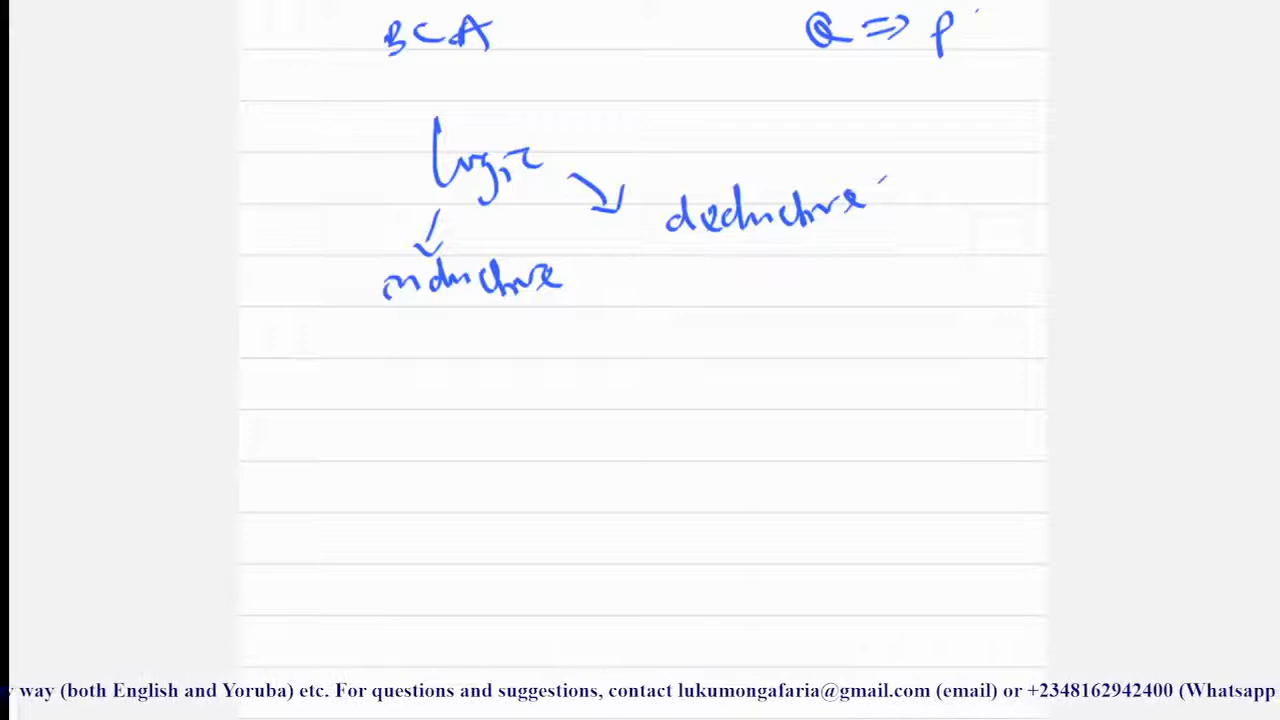 B ⊂ A
Q => P
Logic
deductive
inductive
y way (both English and Yoruba) etc. For questions and suggestions, contact lukumongafaria@gmail.com (email) or +2348162942400 (Whatsapp